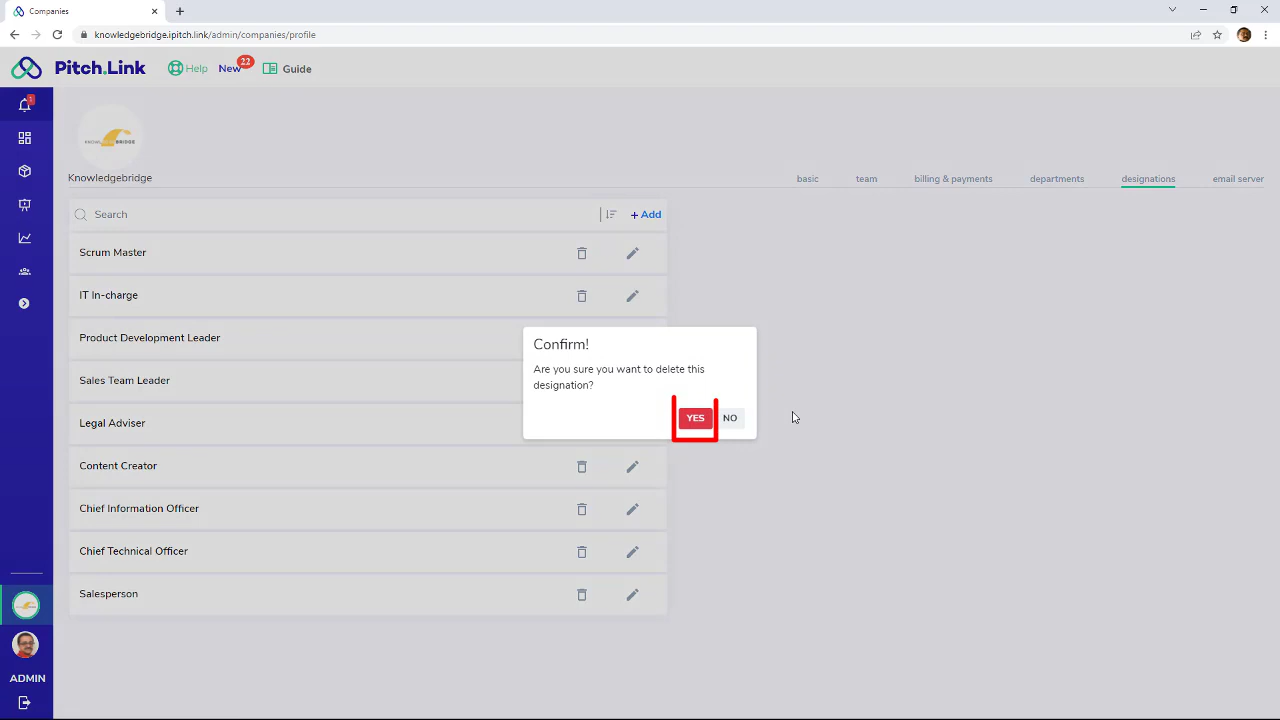 Companies
knowledgebridge.ipitch.link/admin/companies/profile
Pitch.Link
Help
New
22
Guide
1
Knowledgebridge
basic
team
billing & payments
departments
designations
email server
Search
+ Add
Scrum Master
IT In-charge
Product Development Leader
Sales Team Leader
Legal Adviser
Content Creator
Chief Information Officer
Chief Technical Officer
Salesperson
Confirm!
Are you sure you want to delete this
designation?
YES
NO
ADMIN